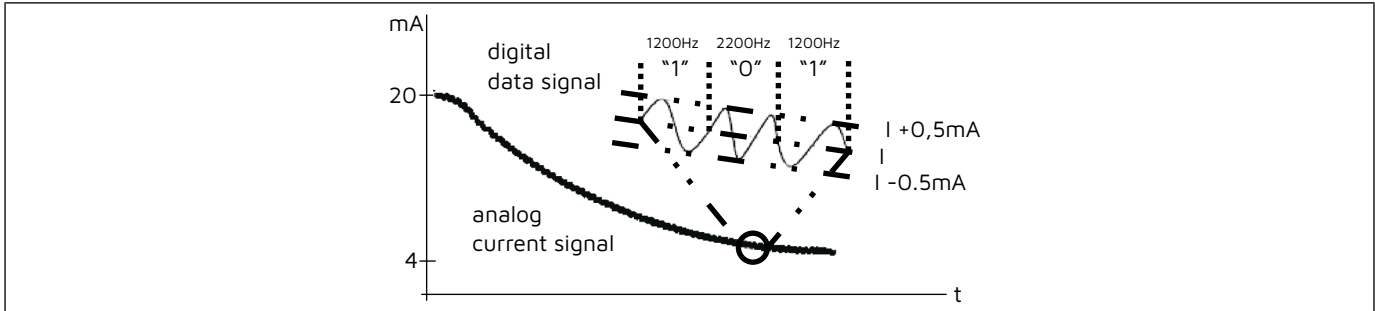 mA
digital
data signal
1200Hz 2200Hz 1200Hz
“1” “0” “1”
20
I +0,5mA
I
I -0.5mA
analog
current signal
4
t